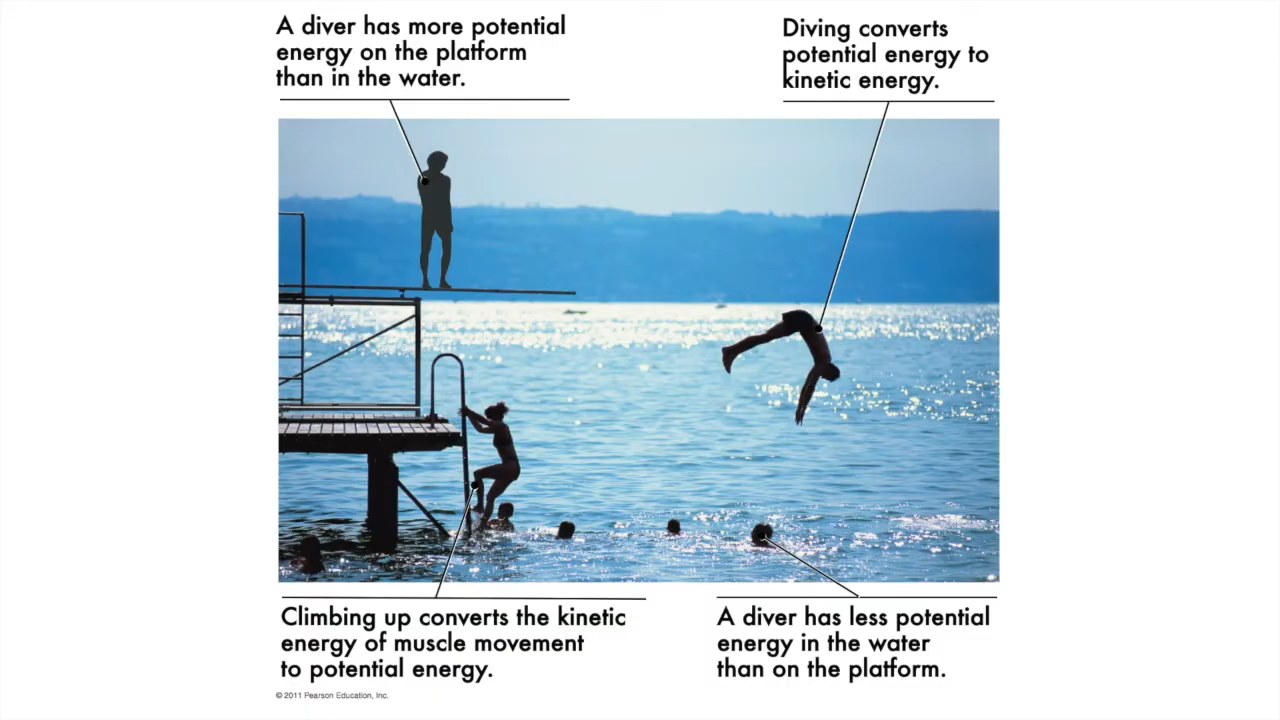 A diver has more potential
energy on the platform
than in the water.
Diving converts
potential energy to
kinetic energy.
Climbing up converts the kinetic
energy of muscle movement
to potential energy.
A diver has less potential
energy in the water
than on the platform.
© 2011 Pearson Education, Inc.